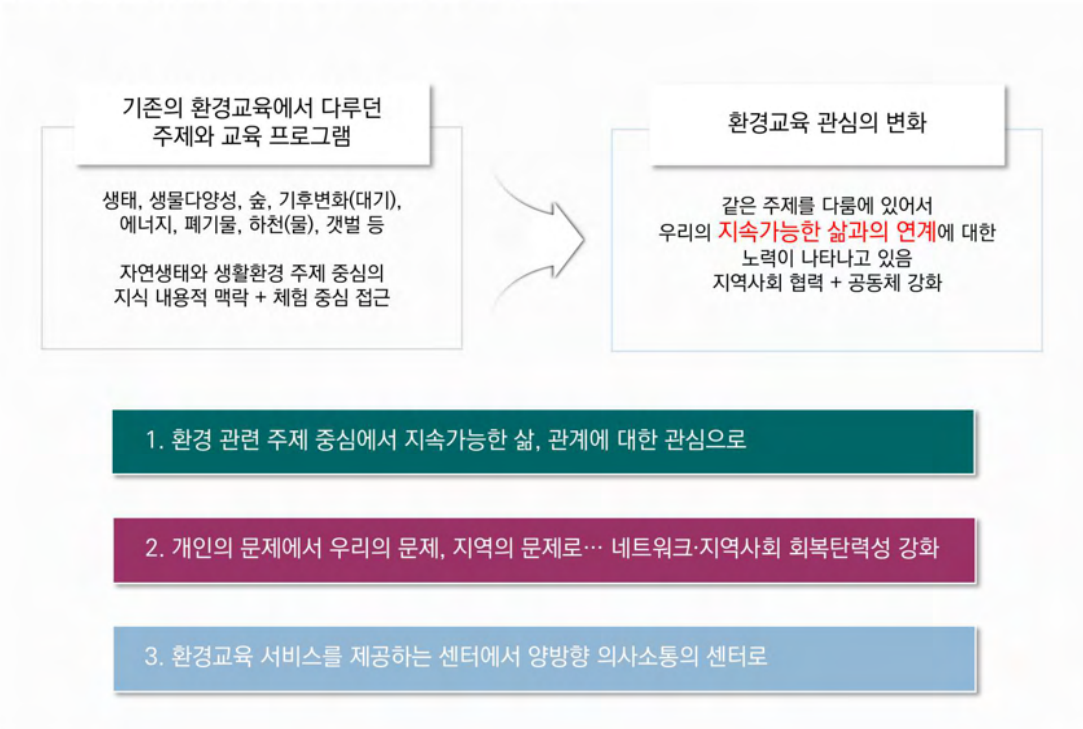 기존의 환경교육에서 다루던
주제와 교육 프로그램
생태, 생물다양성, 숲, 기후변화(대기),
에너지, 폐기물, 하천(물), 갯벌 등
자연생태와 생활환경 주제 중심의
지식 내용적 맥락 + 체험 중심 접근
환경교육 관심의 변화
같은 주제를 다룸에 있어서
우리의 지속가능한 삶과의 연계에 대한
노력이 나타나고 있음
지역사회 협력 + 공동체 강화
1. 환경 관련 주제 중심에서 지속가능한 삶, 관계에 대한 관심으로
2. 개인의 문제에서 우리의 문제, 지역의 문제로… 네트워크·지역사회 회복탄력성 강화
3. 환경교육 서비스를 제공하는 센터에서 양방향 의사소통의 센터로